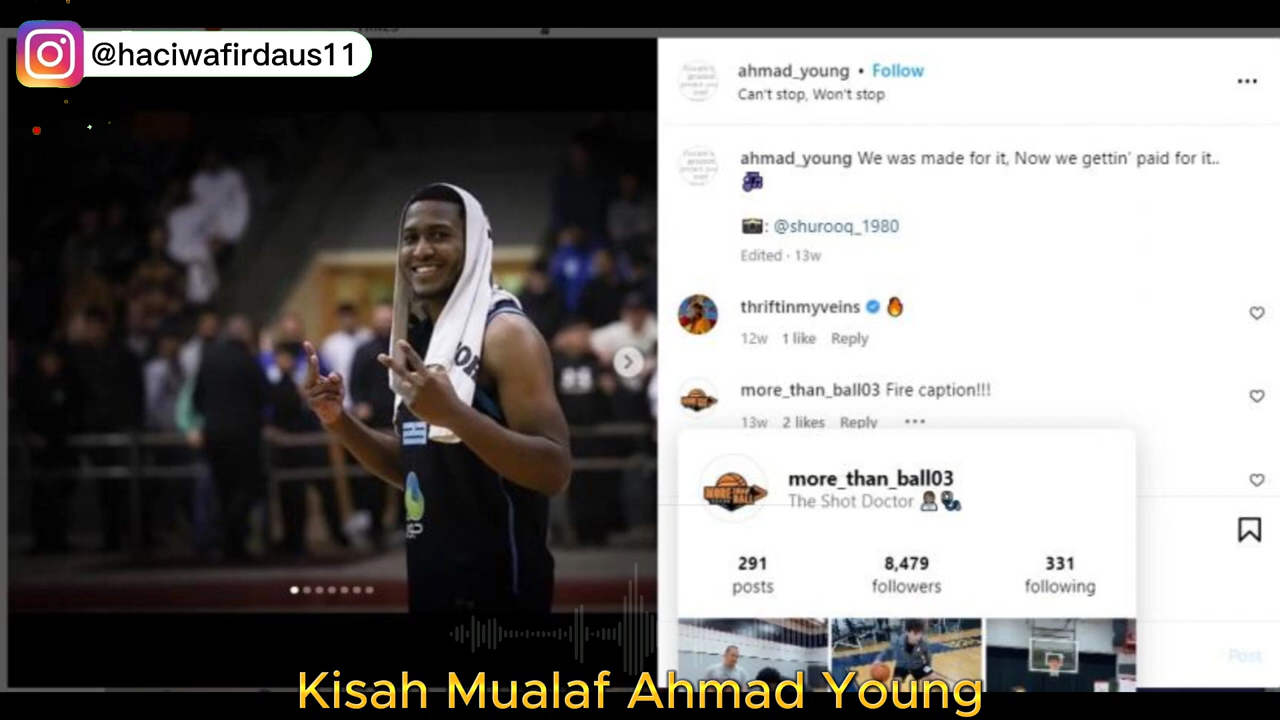 @haciwafirdaus11
ahmad_young • Follow
Can't stop, Won't stop
ahmad_young We was made for it, Now we gettin' paid for it..
: @shurooq_1980
Edited · 13w
thriftinmyveins
12w 1 like Reply
more_than_ball03 Fire caption!!!
13w 2 likes Reply
more_than_ball03
The Shot Doctor
291 8,479 331
posts followers following
Post
Kisah Mualaf Ahmad Young